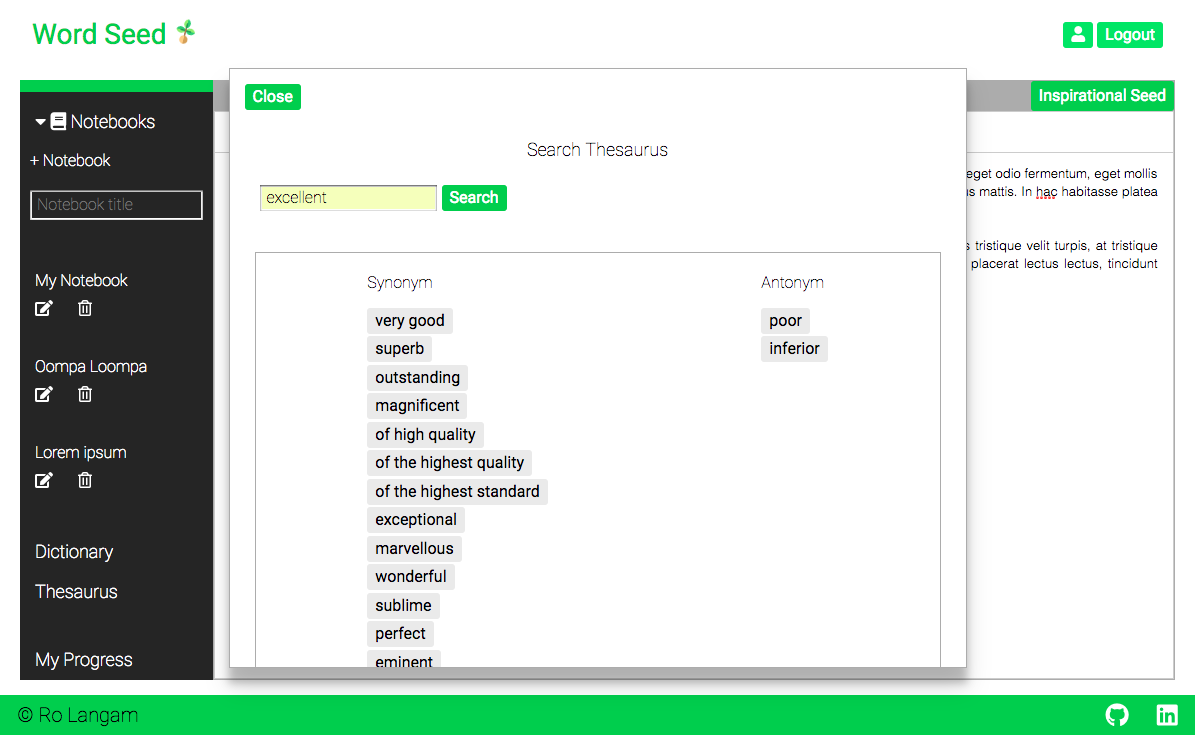 Word Seed
Logout
Inspirational Seed
Notebooks
+ Notebook
Notebook title
My Notebook
Oompa Loompa
Lorem ipsum
Dictionary
Thesaurus
My Progress
Close
Search Thesaurus
excellent
Search
Synonym
very good
superb
outstanding
magnificent
of high quality
of the highest quality
of the highest standard
exceptional
marvellous
wonderful
sublime
perfect
eminent
Antonym
poor
inferior
eget odio fermentum, eget mollis
mattis. In hac habitasse platea
tristique velit turpis, at tristique
placerat lectus lectus, tincidunt
© Ro Langam
in